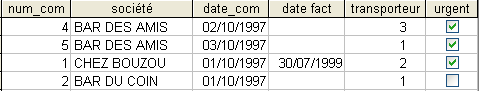 num_com société date_com date fact transporteur urgent
4 BAR DES AMIS 02/10/1997 3
5 BAR DES AMIS 03/10/1997 1
1 CHEZ BOUZOU 01/10/1997 30/07/1999 2
2 BAR DU COIN 01/10/1997 1